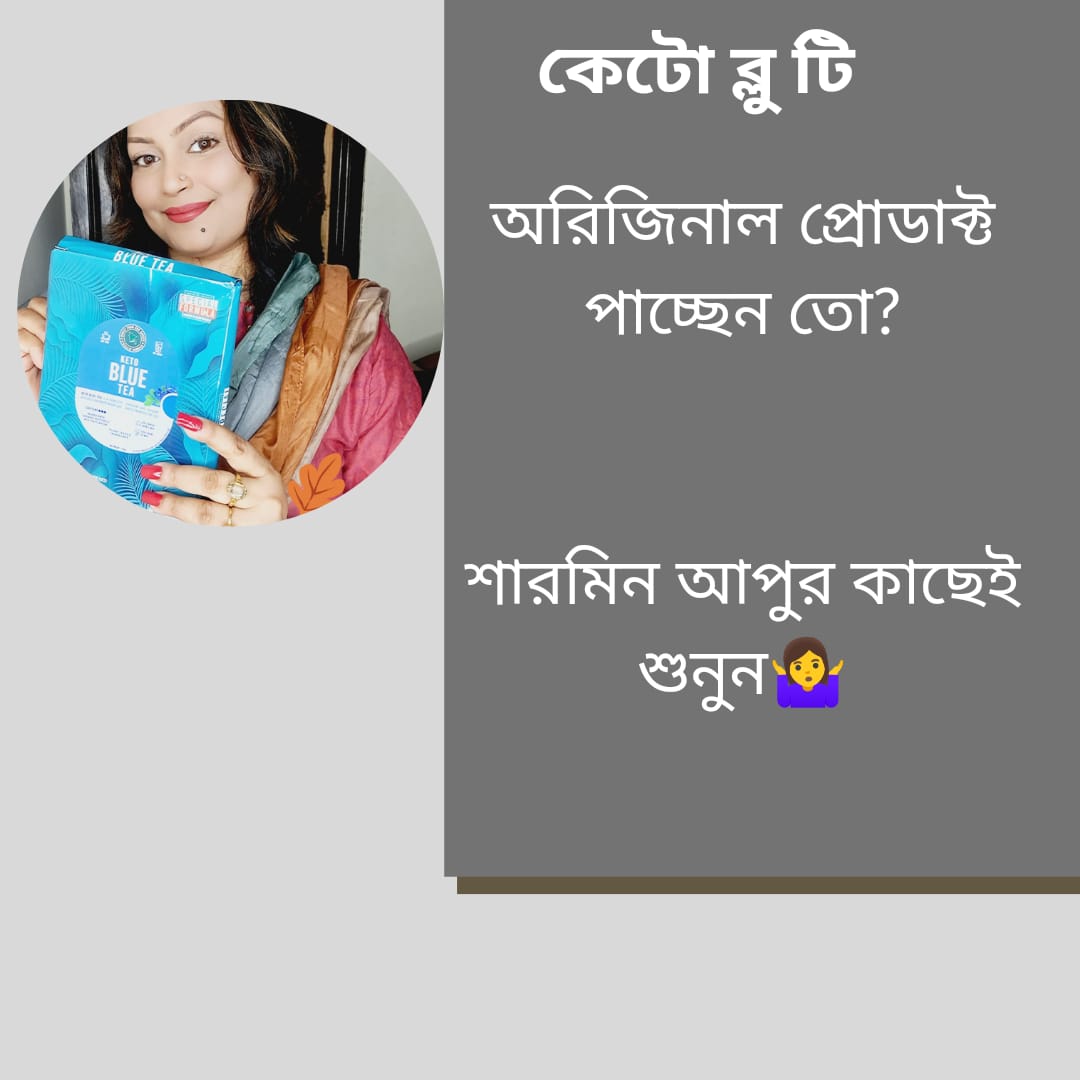 কেটো ব্লু টি
অরিজিনাল প্রোডাক্ট
পাচ্ছেন তো?
শারমিন আপুর কাছেই
শুনুন🤷‍♀️
BLUE TEA
SPECIAL
FORMULA
KETO
BLUE
TEA